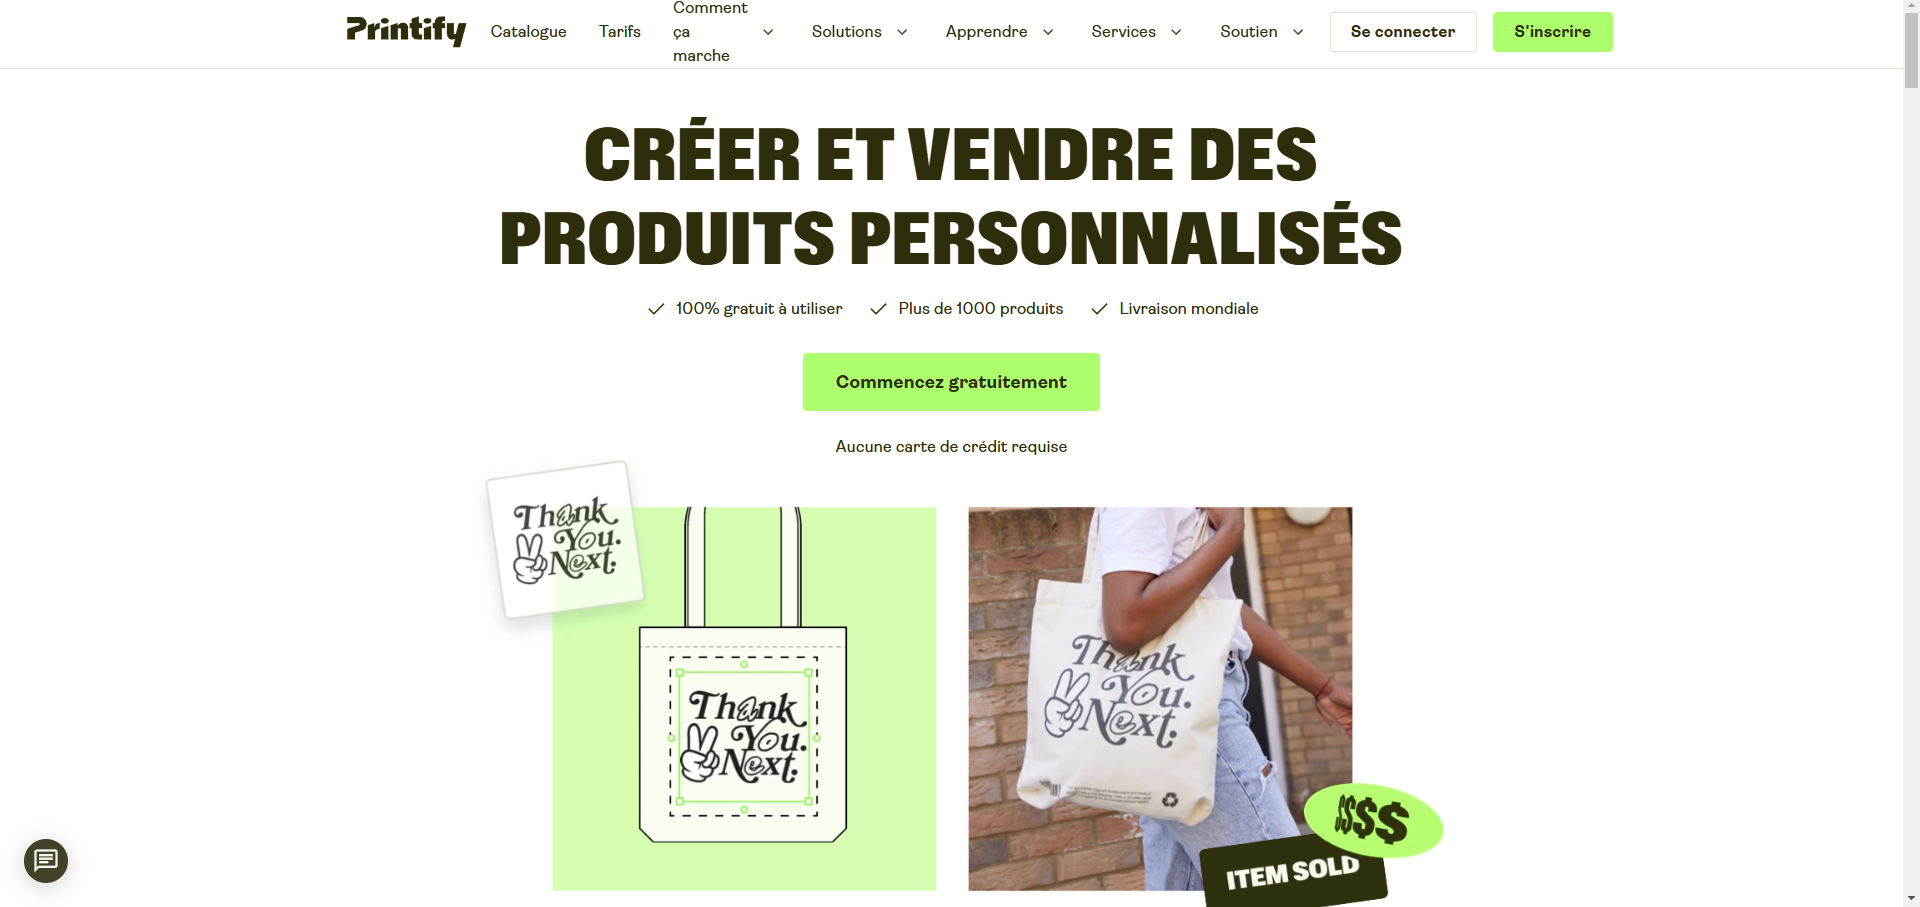 Printify
Catalogue
Tarifs
Comment
ça
marche
Solutions
Apprendre
Services
Soutien
Se connecter
S'inscrire
CRÉER ET VENDRE DES
PRODUITS PERSONNALISÉS
100% gratuit à utiliser
Plus de 1000 produits
Livraison mondiale
Commencez gratuitement
Aucune carte de crédit requise
Thank
You.
Next.
Thank
You.
Next.
Thank
You.
Next.
$$$$
ITEM SOLD